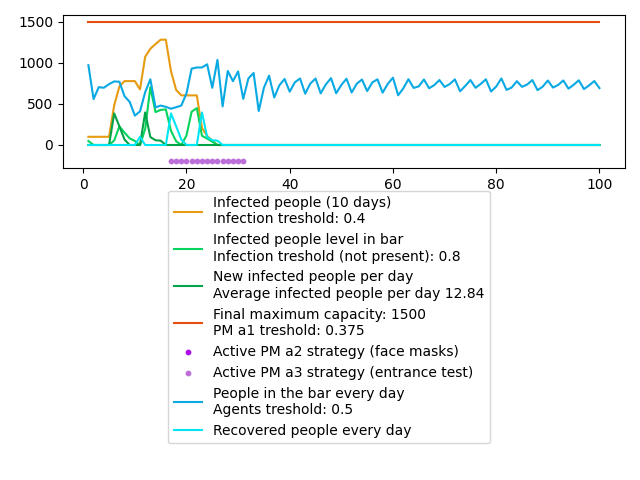 1500
1000
500
0
0 20 40 60 80 100
Infected people (10 days)
Infection treshold: 0.4
Infected people level in bar
Infection treshold (not present): 0.8
New infected people per day
Average infected people per day 12.84
Final maximum capacity: 1500
PM a1 treshold: 0.375
Active PM a2 strategy (face masks)
Active PM a3 strategy (entrance test)
People in the bar every day
Agents treshold: 0.5
Recovered people every day